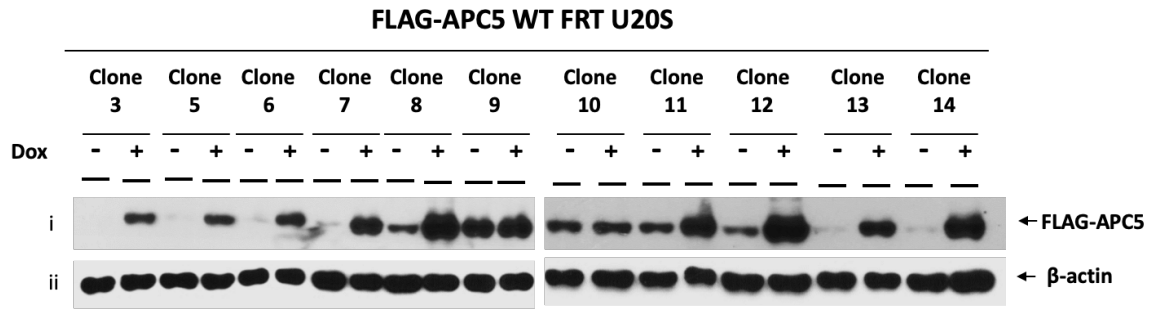 FLAG-APC5 WT FRT U20S
Clone Clone Clone Clone Clone Clone Clone Clone Clone Clone Clone
3 5 6 7 8 9 10 11 12 13 14
Dox - + - + - + - + - + - + - + - + - + - + - +
i FLAG-APC5
ii β-actin